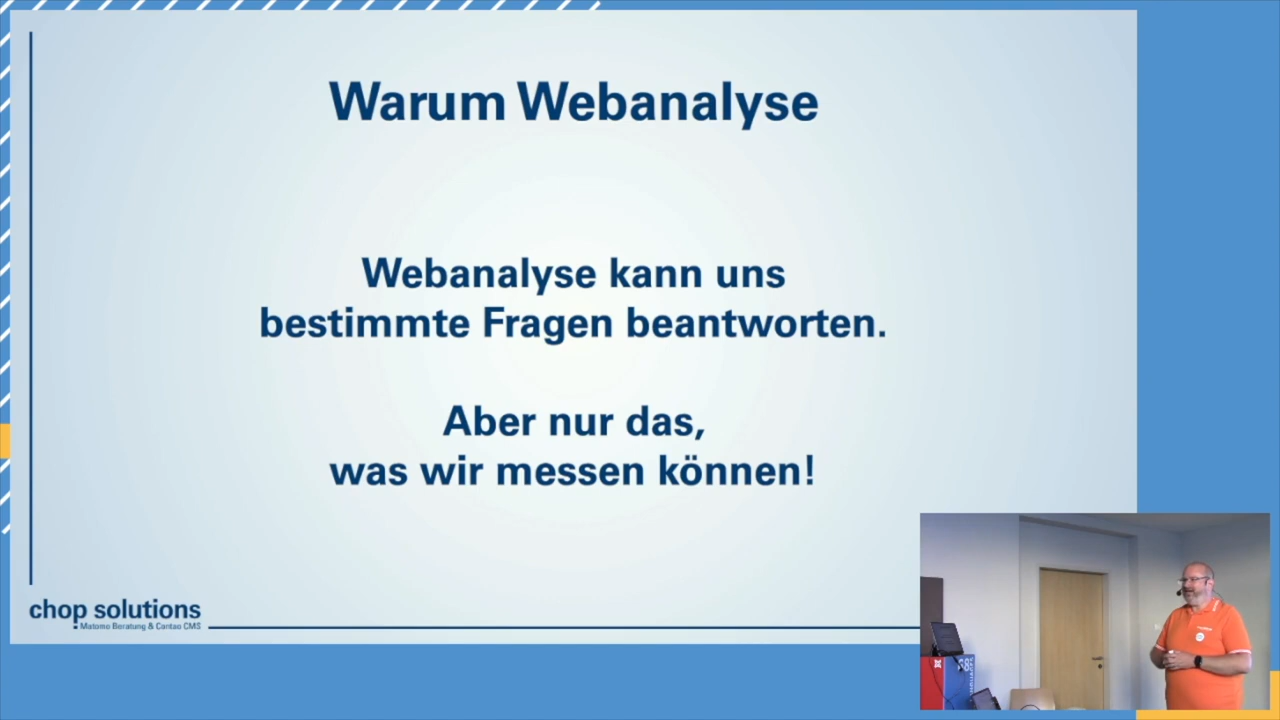 Warum Webanalyse
Webanalyse kann uns
bestimmte Fragen beantworten.
Aber nur das,
was wir messen können!
chop solutions
Matomo Beratung & Contao CMS